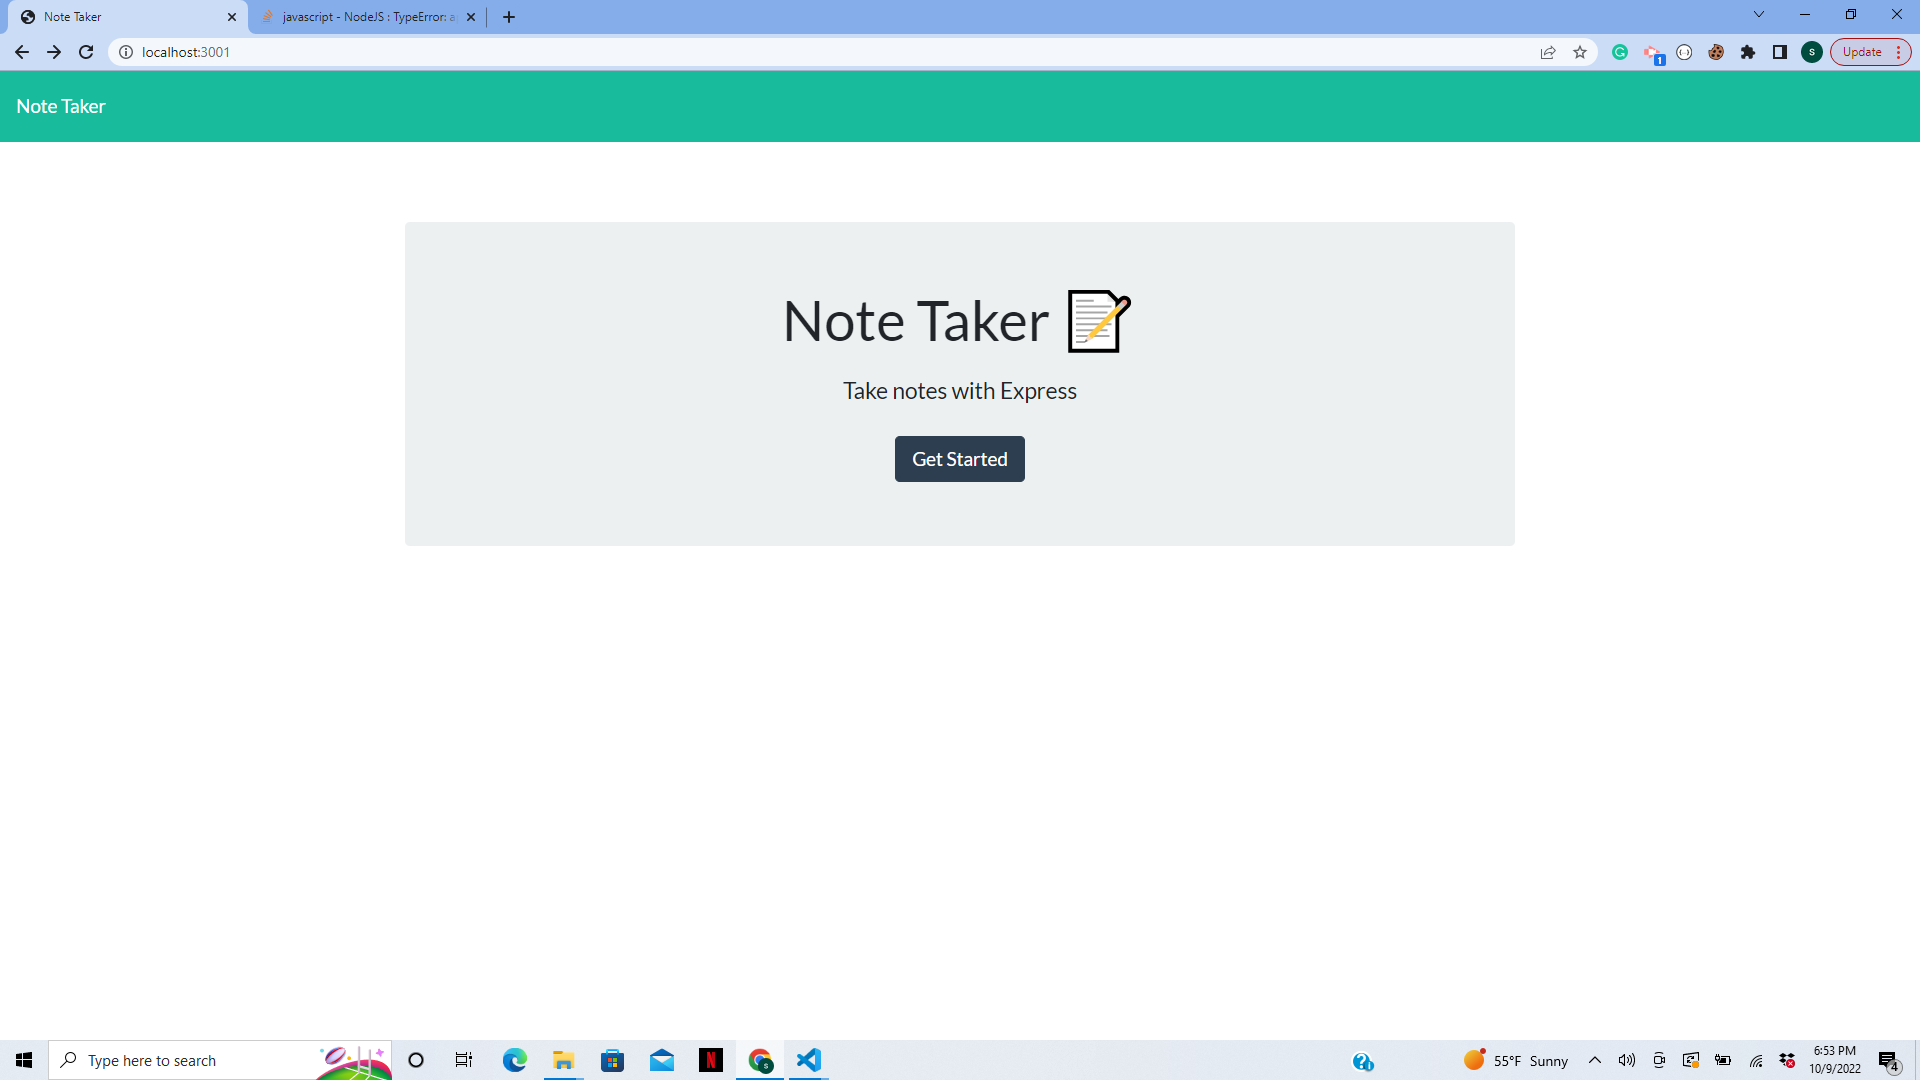 Note Taker
javascript - NodeJS : TypeError: a
localhost:3001
1
S
Update
Note Taker
Note Taker
Take notes with Express
Get Started
Type here to search
N
S
55°F Sunny
6:53 PM
10/9/2022
4